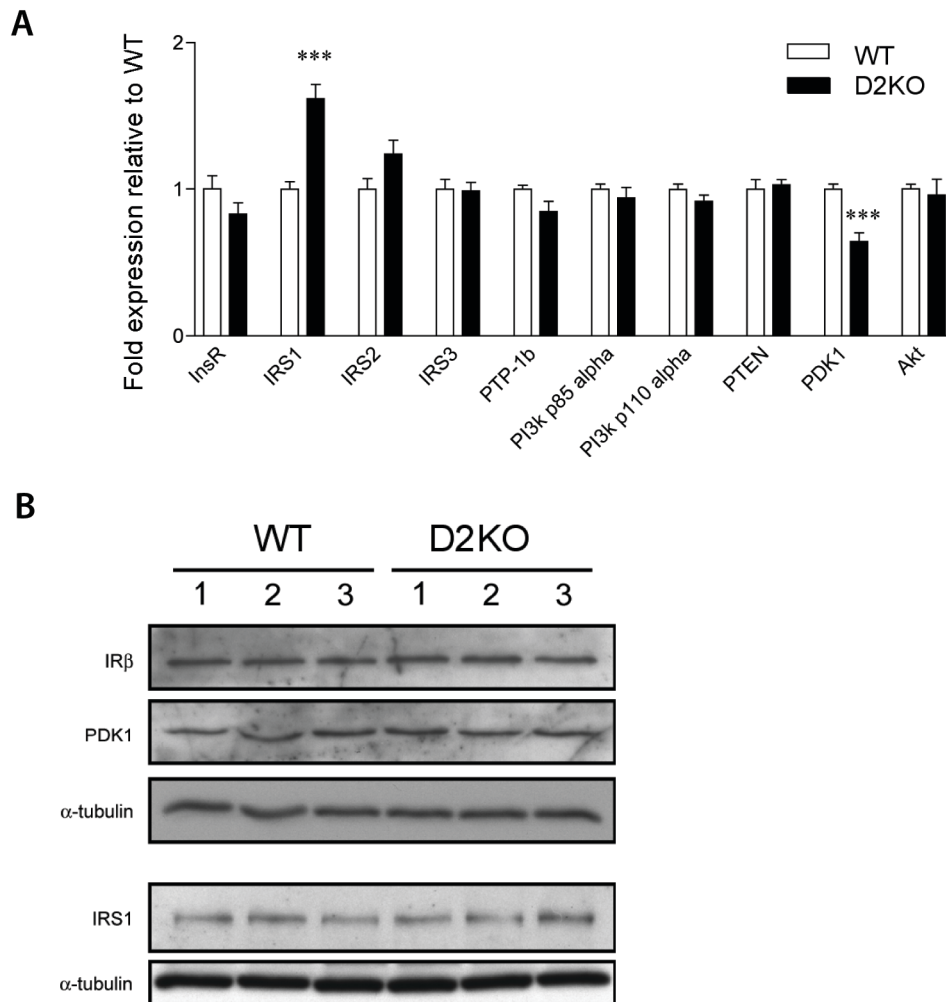 A
Fold expression relative to WT
2
1
0
***
***
WT
D2KO
InsR
IRS1
IRS2
IRS3
PTP-1b
PI3k p85 alpha
PI3k p110 alpha
PTEN
PDK1
Akt
B
WT D2KO
1 2 3 1 2 3
IRβ
PDK1
α-tubulin
IRS1
α-tubulin